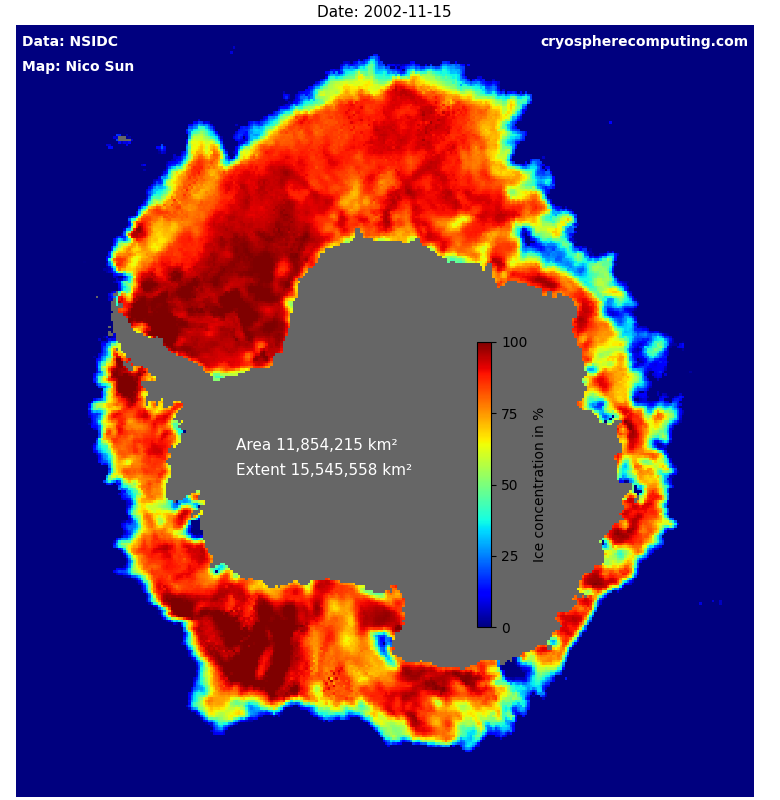 Date: 2002-11-15
Data: NSIDC
cryospherecomputing.com
Map: Nico Sun
100
75
50
25
0
Ice concentration in %
Area 11,854,215 km²
Extent 15,545,558 km²